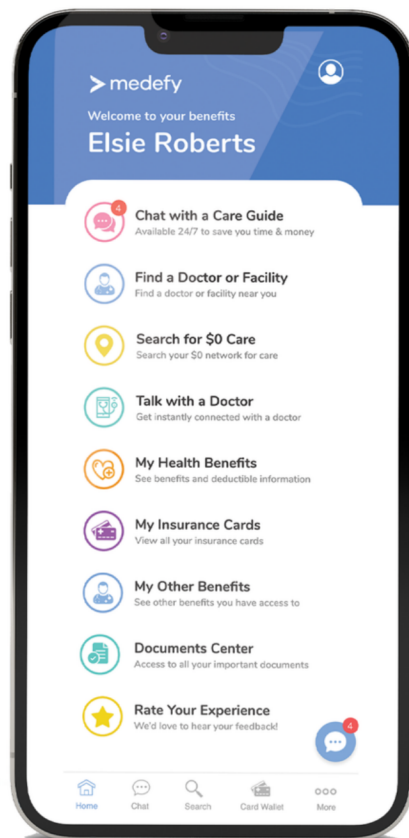 medefy
Welcome to your benefits
Elsie Roberts
4
Chat with a Care Guide
Available 24/7 to save you time & money
Find a Doctor or Facility
Find a doctor or facility near you
Search for $0 Care
Search your $0 network for care
Talk with a Doctor
Get instantly connected with a doctor
My Health Benefits
See benefits and deductible information
My Insurance Cards
View all your insurance cards
My Other Benefits
See other benefits you have access to
Documents Center
Access to all your important documents
Rate Your Experience
We'd love to hear your feedback!
4
Home Chat Search Card Wallet More